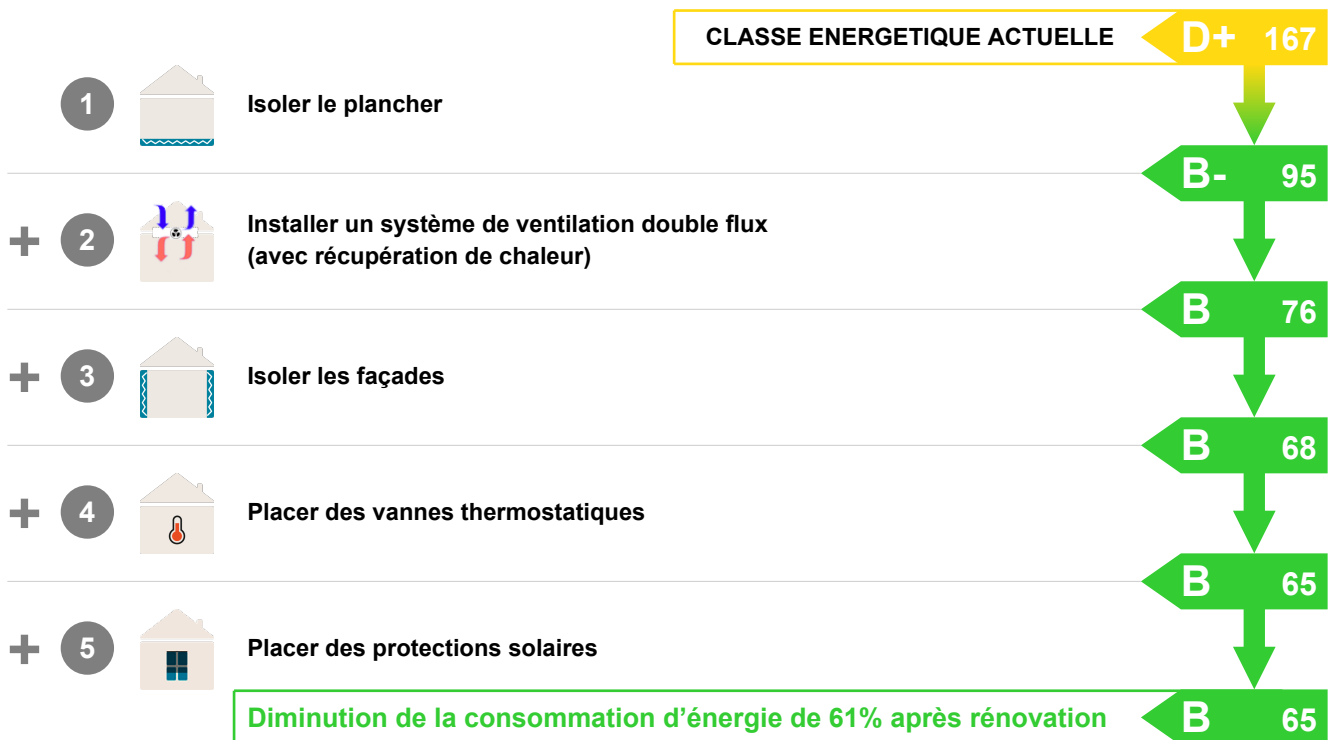 CLASSE ENERGETIQUE ACTUELLE D+ 167
1 Isoler le plancher
B- 95
+ 2 Installer un système de ventilation double flux
(avec récupération de chaleur)
B 76
+ 3 Isoler les façades
B 68
+ 4 Placer des vannes thermostatiques
B 65
+ 5 Placer des protections solaires
Diminution de la consommation d’énergie de 61% après rénovation B 65